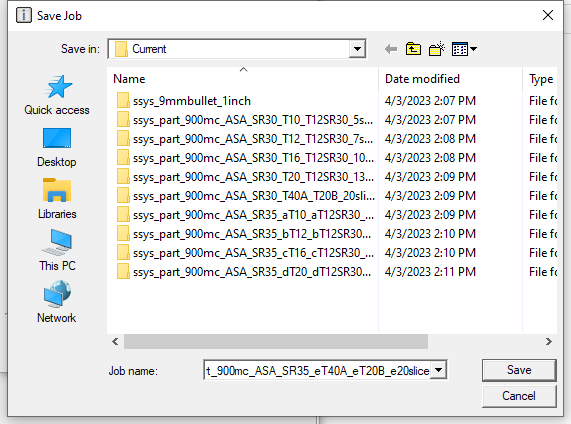 Save Job
Save in: Current
Name Date modified Type
Quick access
Desktop
Libraries
This PC
Network
ssys_9mmbullet_1inch 4/3/2023 2:07 PM File fo
ssys_part_900mc_ASA_SR30_T10_T12SR30_5s... 4/3/2023 2:07 PM File fo
ssys_part_900mc_ASA_SR30_T12_T12SR30_7s... 4/3/2023 2:08 PM File fo
ssys_part_900mc_ASA_SR30_T16_T12SR30_10... 4/3/2023 2:08 PM File fo
ssys_part_900mc_ASA_SR30_T20_T12SR30_13... 4/3/2023 2:09 PM File fo
ssys_part_900mc_ASA_SR30_T40A_T20B_20slic... 4/3/2023 2:09 PM File fo
ssys_part_900mc_ASA_SR35_aT10_aT12SR30_... 4/3/2023 2:09 PM File fo
ssys_part_900mc_ASA_SR35_bT12_bT12SR30... 4/3/2023 2:10 PM File fo
ssys_part_900mc_ASA_SR35_cT16_cT12SR30_... 4/3/2023 2:10 PM File fo
ssys_part_900mc_ASA_SR35_dT20_dT12SR30... 4/3/2023 2:11 PM File fo
Job name: t_900mc_ASA_SR35_eT40A_eT20B_e20slice Save
Cancel